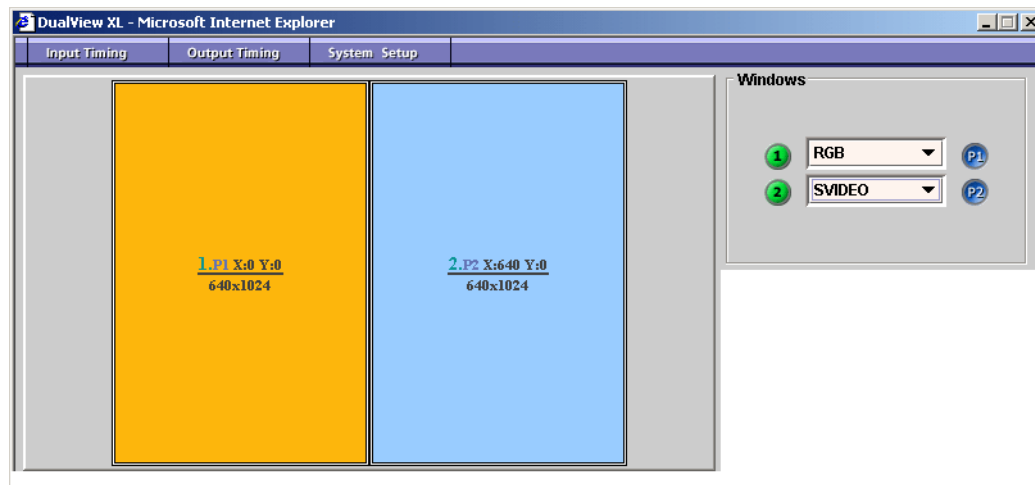 DualView XL - Microsoft Internet Explorer
Input Timing Output Timing System Setup
Windows
1 RGB P1
2 SVIDEO P2
1.P1 X:0 Y:0
640x1024
2.P2 X:640 Y:0
640x1024